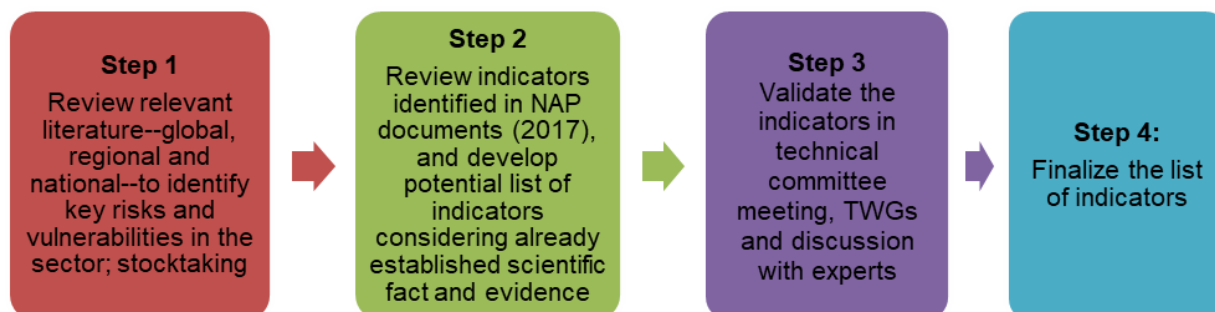 Step 1
Review relevant
literature--global,
regional and
national--to identify
key risks and
vulnerabilities in the
sector; stocktaking
Step 2
Review indicators
identified in NAP
documents (2017),
and develop
potential list of
indicators
considering already
established scientific
fact and evidence
Step 3
Validate the
indicators in
technical
committee
meeting, TWGs
and discussion
with experts
Step 4:
Finalize the list
of indicators